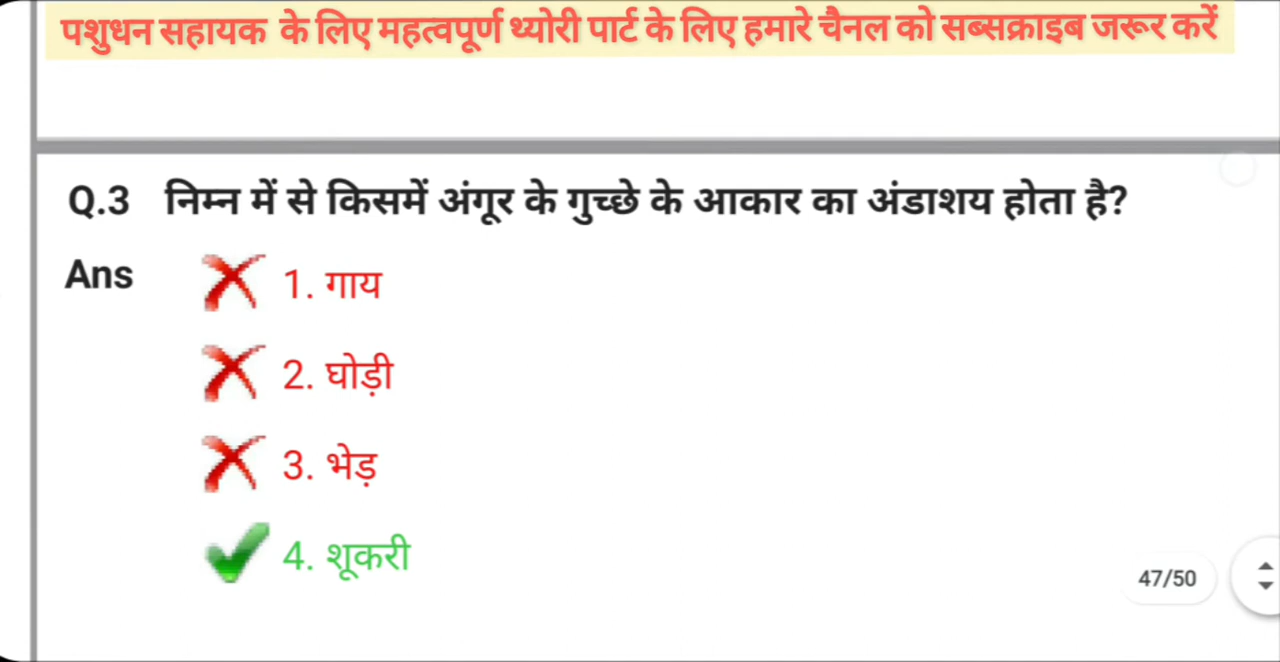 पशुधन सहायक के लिए महत्वपूर्ण थ्योरी पार्ट के लिए हमारे चैनल को सब्सक्राइब जरूर करें
Q.3 निम्न में से किसमें अंगूर के गुच्छे के आकार का अंडाशय होता है?
Ans 1. गाय
2. घोड़ी
3. भेड़
4. शूकरी
47/50